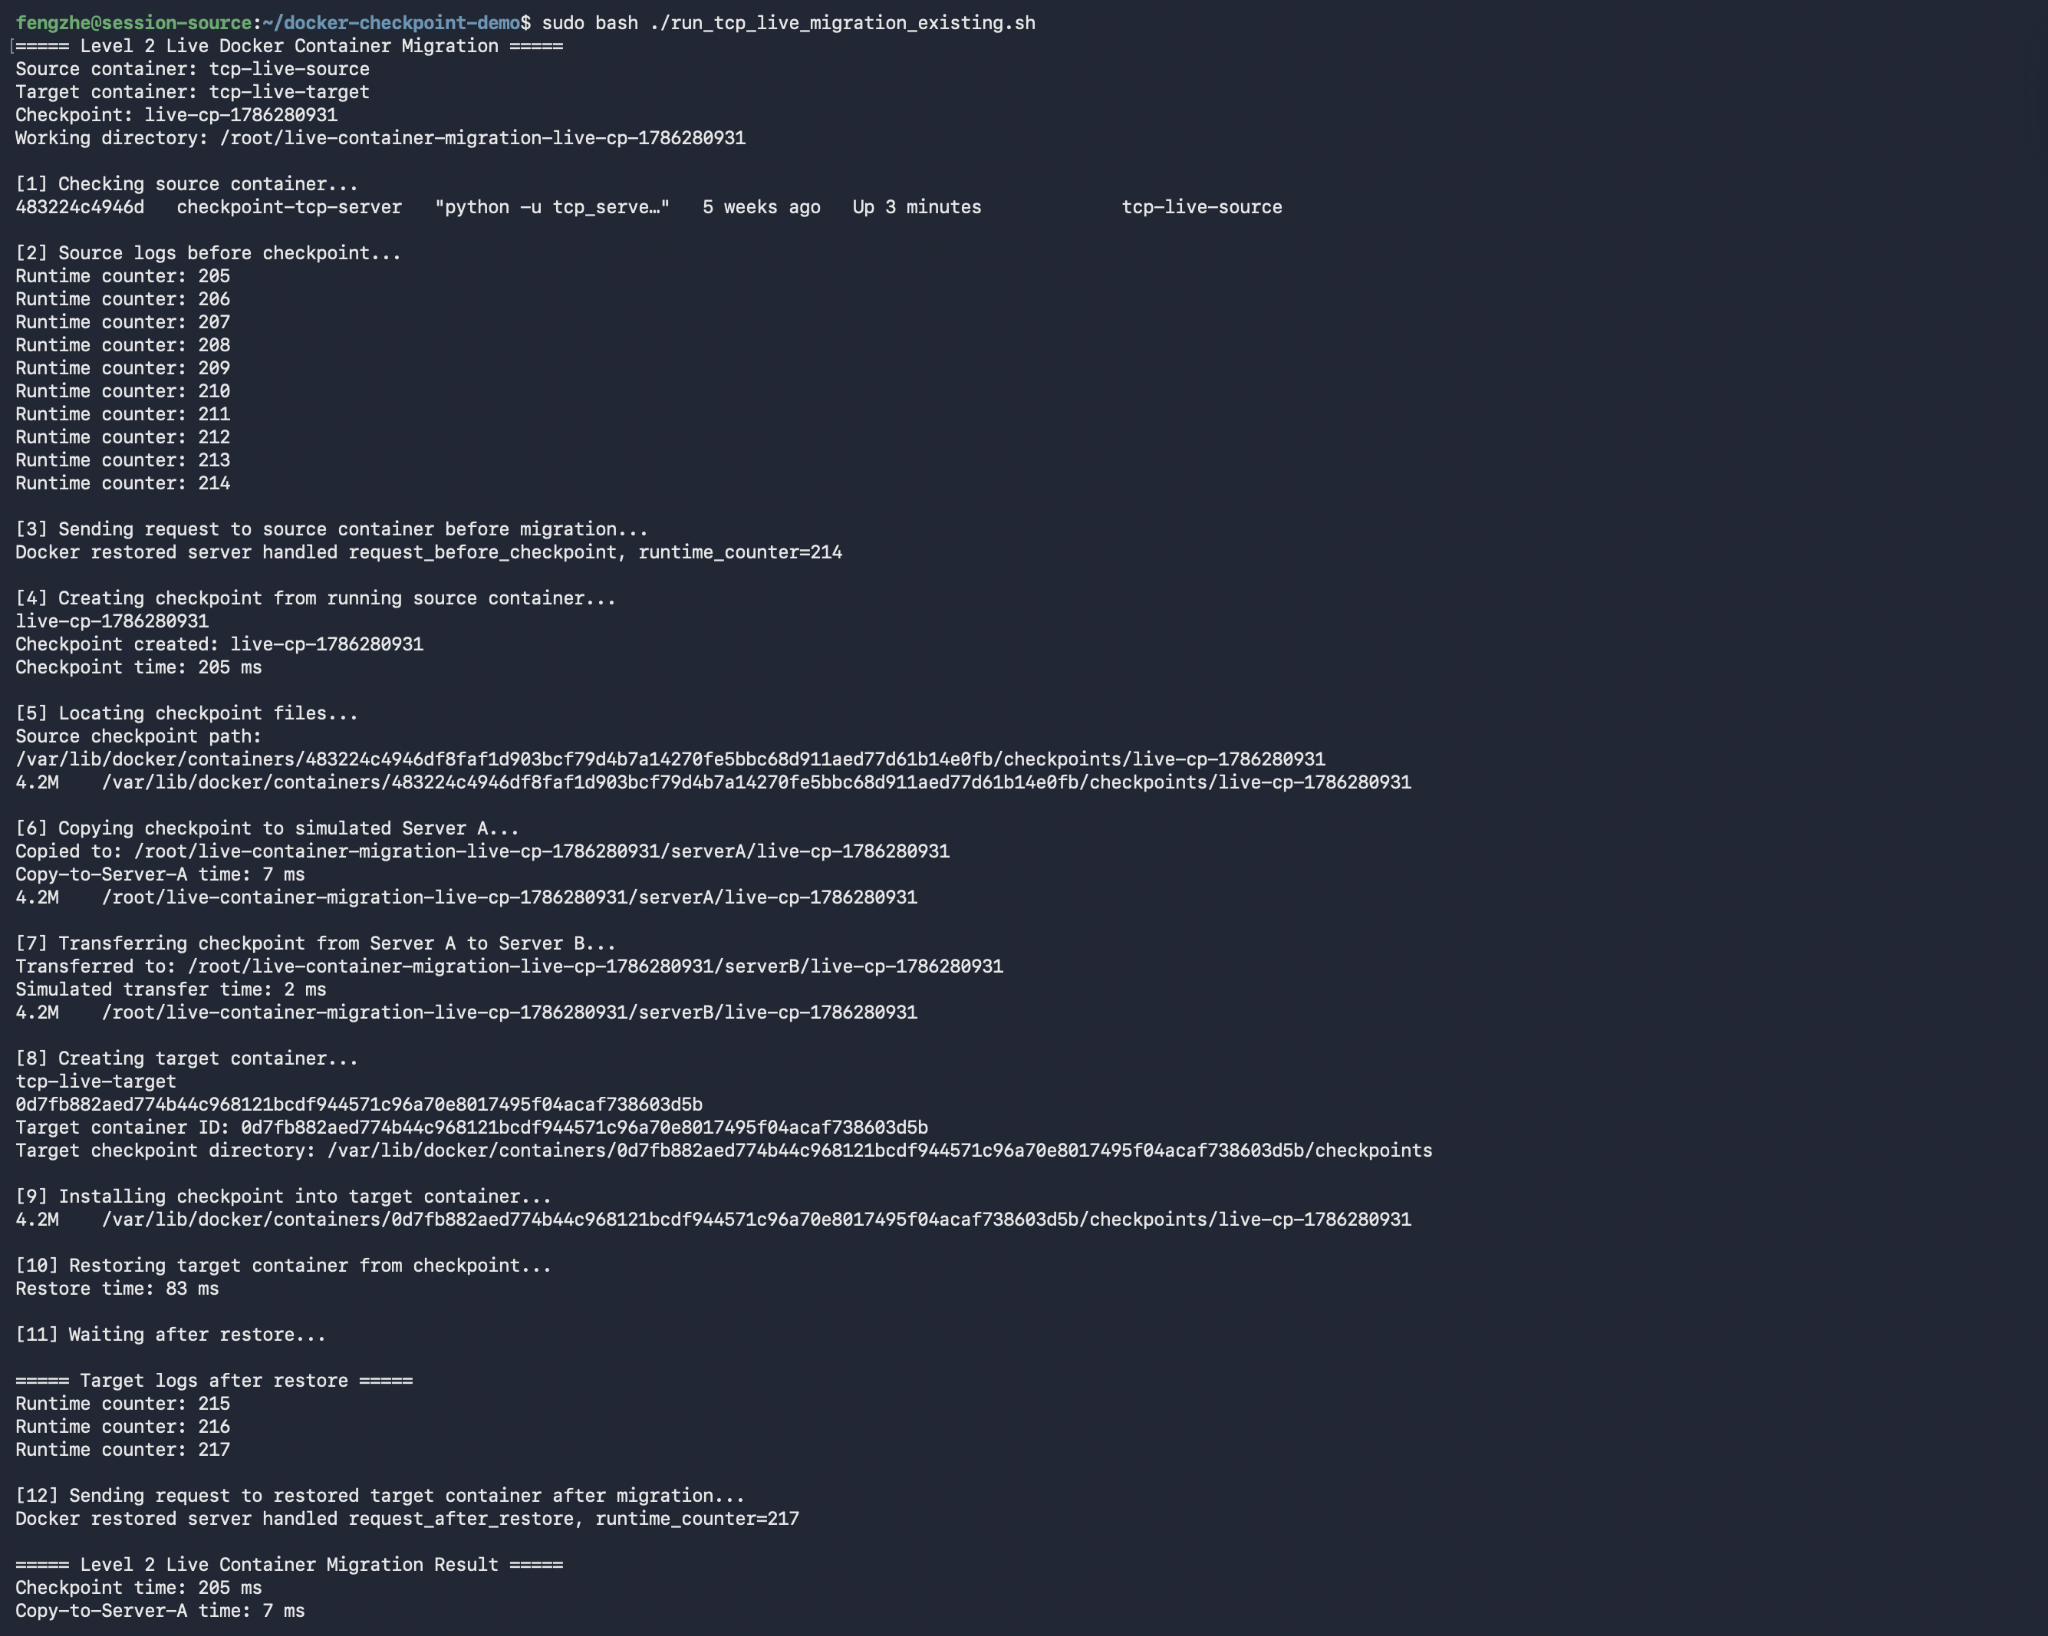 fengzhe@session-source:~/docker-checkpoint-demo$ sudo bash ./run_tcp_live_migration_existing.sh
[===== Level 2 Live Docker Container Migration =====
Source container: tcp-live-source
Target container: tcp-live-target
Checkpoint: live-cp-1786280931
Working directory: /root/live-container-migration-live-cp-1786280931

[1] Checking source container...
483224c4946d   checkpoint-tcp-server   "python -u tcp_serve…"   5 weeks ago   Up 3 minutes             tcp-live-source

[2] Source logs before checkpoint...
Runtime counter: 205
Runtime counter: 206
Runtime counter: 207
Runtime counter: 208
Runtime counter: 209
Runtime counter: 210
Runtime counter: 211
Runtime counter: 212
Runtime counter: 213
Runtime counter: 214

[3] Sending request to source container before migration...
Docker restored server handled request_before_checkpoint, runtime_counter=214

[4] Creating checkpoint from running source container...
live-cp-1786280931
Checkpoint created: live-cp-1786280931
Checkpoint time: 205 ms

[5] Locating checkpoint files...
Source checkpoint path:
/var/lib/docker/containers/483224c4946df8faf1d903bcf79d4b7a14270fe5bbc68d911aed77d61b14e0fb/checkpoints/live-cp-1786280931
4.2M    /var/lib/docker/containers/483224c4946df8faf1d903bcf79d4b7a14270fe5bbc68d911aed77d61b14e0fb/checkpoints/live-cp-1786280931

[6] Copying checkpoint to simulated Server A...
Copied to: /root/live-container-migration-live-cp-1786280931/serverA/live-cp-1786280931
Copy-to-Server-A time: 7 ms
4.2M    /root/live-container-migration-live-cp-1786280931/serverA/live-cp-1786280931

[7] Transferring checkpoint from Server A to Server B...
Transferred to: /root/live-container-migration-live-cp-1786280931/serverB/live-cp-1786280931
Simulated transfer time: 2 ms
4.2M    /root/live-container-migration-live-cp-1786280931/serverB/live-cp-1786280931

[8] Creating target container...
tcp-live-target
0d7fb882aed774b44c968121bcdf944571c96a70e8017495f04acaf738603d5b
Target container ID: 0d7fb882aed774b44c968121bcdf944571c96a70e8017495f04acaf738603d5b
Target checkpoint directory: /var/lib/docker/containers/0d7fb882aed774b44c968121bcdf944571c96a70e8017495f04acaf738603d5b/checkpoints

[9] Installing checkpoint into target container...
4.2M    /var/lib/docker/containers/0d7fb882aed774b44c968121bcdf944571c96a70e8017495f04acaf738603d5b/checkpoints/live-cp-1786280931

[10] Restoring target container from checkpoint...
Restore time: 83 ms

[11] Waiting after restore...

===== Target logs after restore =====
Runtime counter: 215
Runtime counter: 216
Runtime counter: 217

[12] Sending request to restored target container after migration...
Docker restored server handled request_after_restore, runtime_counter=217

===== Level 2 Live Container Migration Result =====
Checkpoint time: 205 ms
Copy-to-Server-A time: 7 ms